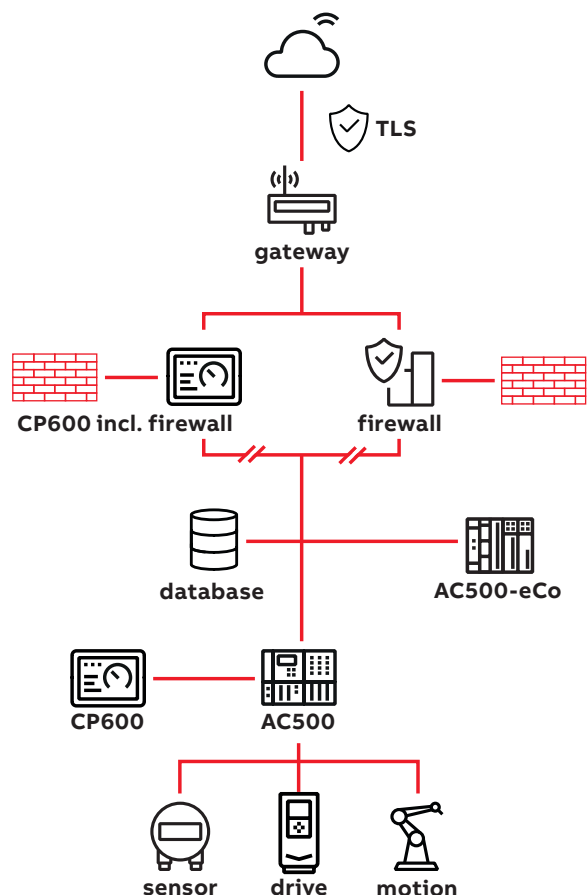 TLS
gateway
CP600 incl. firewall
firewall
database
AC500-eCo
CP600
AC500
sensor
drive
motion